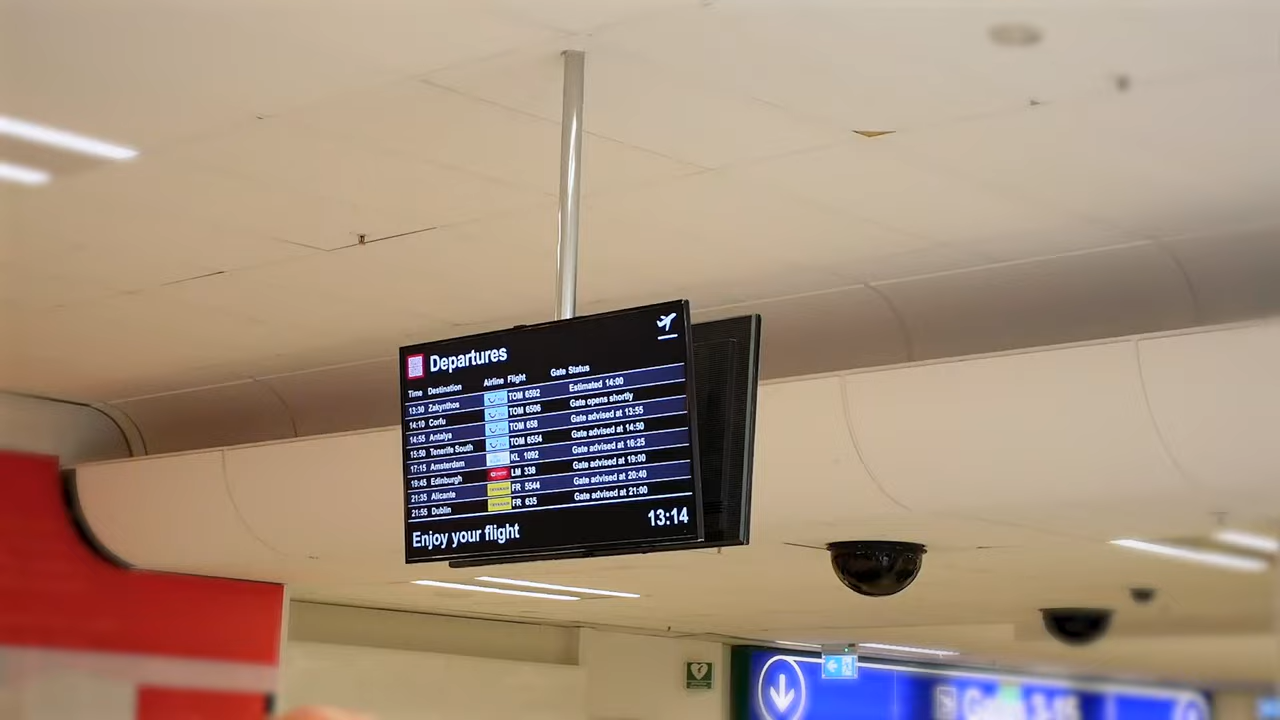 Departures
Time Destination Airline Flight Gate Status
13:30 Zakynthos TOM 6592 Estimated 14:00
14:10 Corfu TOM 6506 Gate opens shortly
14:55 Antalya TOM 658 Gate advised at 13:55
15:50 Tenerife South TOM 6554 Gate advised at 14:50
17:15 Amsterdam KL 1092 Gate advised at 16:25
19:45 Edinburgh LM 338 Gate advised at 19:00
21:35 Alicante FR 5544 Gate advised at 20:40
21:55 Dublin FR 635 Gate advised at 21:00
Enjoy your flight 13:14